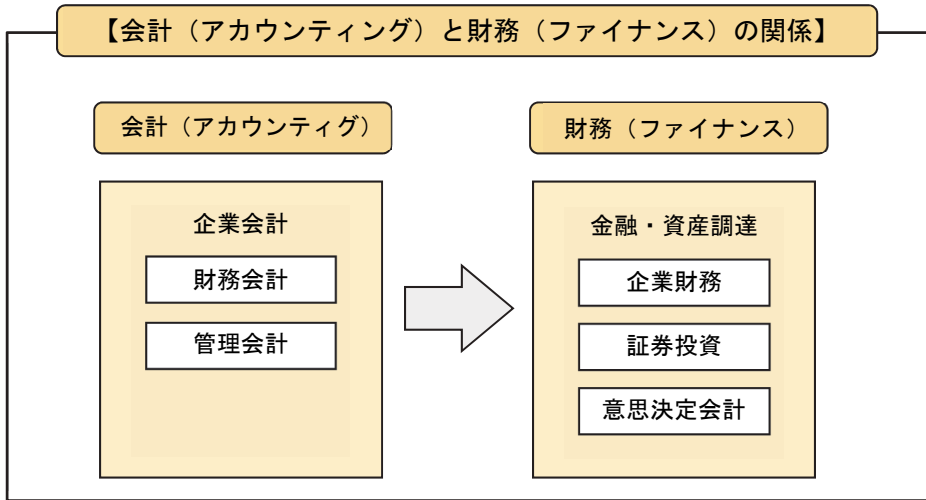 【会計（アカウンティング）と財務（ファイナンス）の関係】
会計（アカウンティグ）
企業会計
財務会計
管理会計
財務（ファイナンス）
金融・資産調達
企業財務
証券投資
意思決定会計